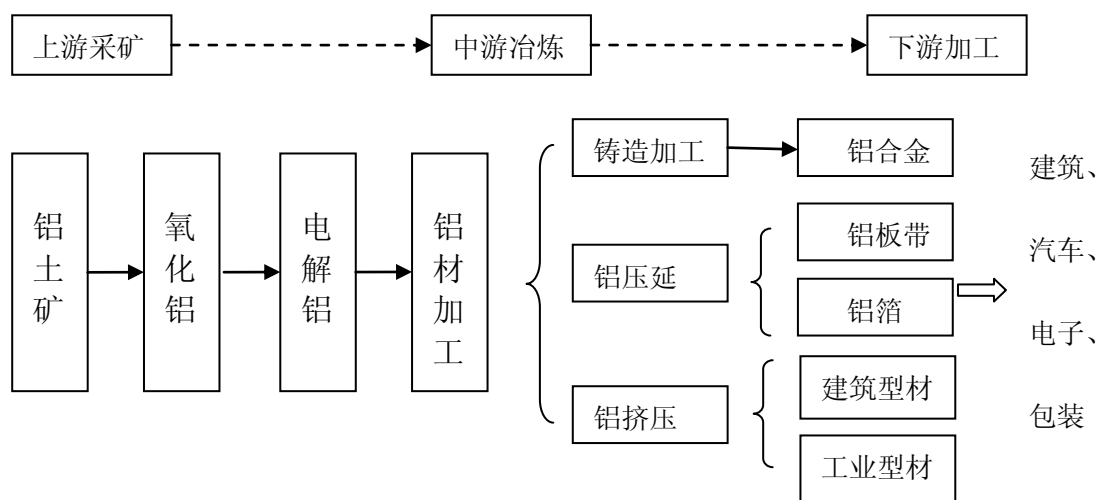 上游采矿
中游冶炼
下游加工
铝土矿
氧化铝
电解铝
铝材加工
铸造加工
铝压延
铝挤压
铝合金
铝板带
铝箔
建筑型材
工业型材
建筑、
汽车、
电子、
包装